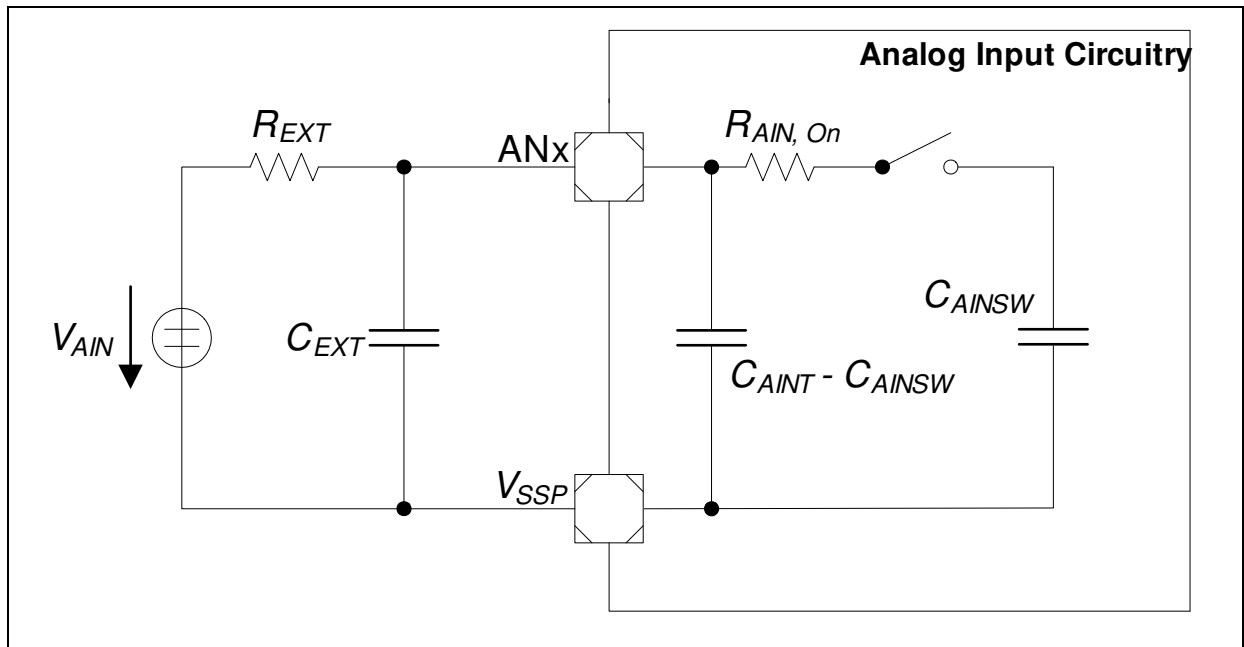 Analog Input Circuitry
R_EXT
ANx
R_AIN, On
V_AIN
C_EXT
C_AINT - C_AINSW
C_AINSW
V_SSP